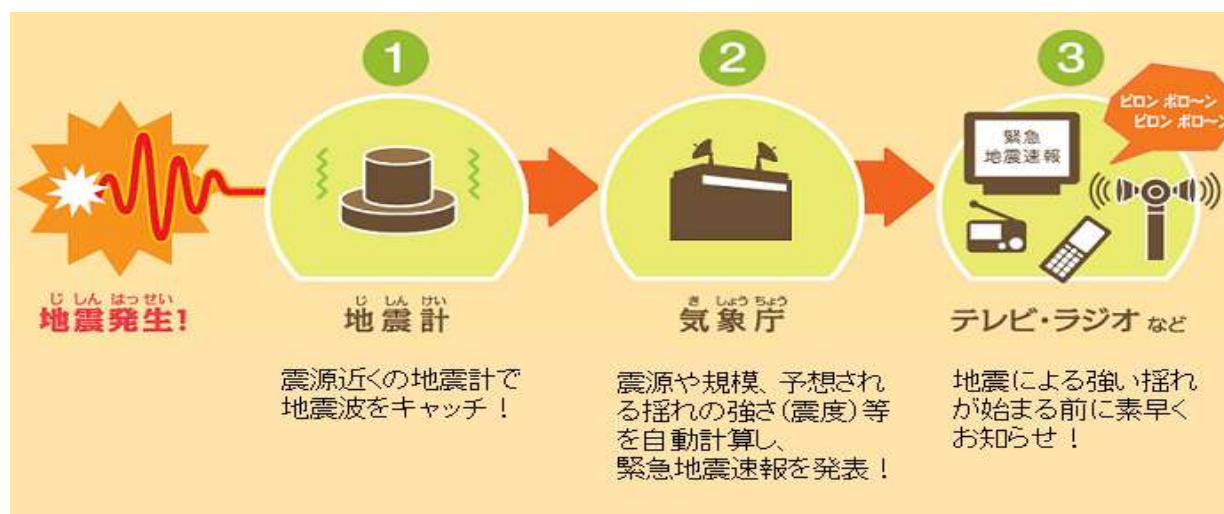 1
2
3
ピロン ポロ〜ン
ピロン ポロ〜ン
緊急
地震速報
じ しん はっ せい
地震発生!
じ しん けい
地震計
き しょう ちょう
気象庁
テレビ・ラジオ など
震源近くの地震計で
地震波をキャッチ!
震源や規模、予想され
る揺れの強さ(震度)等
を自動計算し、
緊急地震速報を発表!
地震による強い揺れ
が始まる前に素早く
お知らせ!